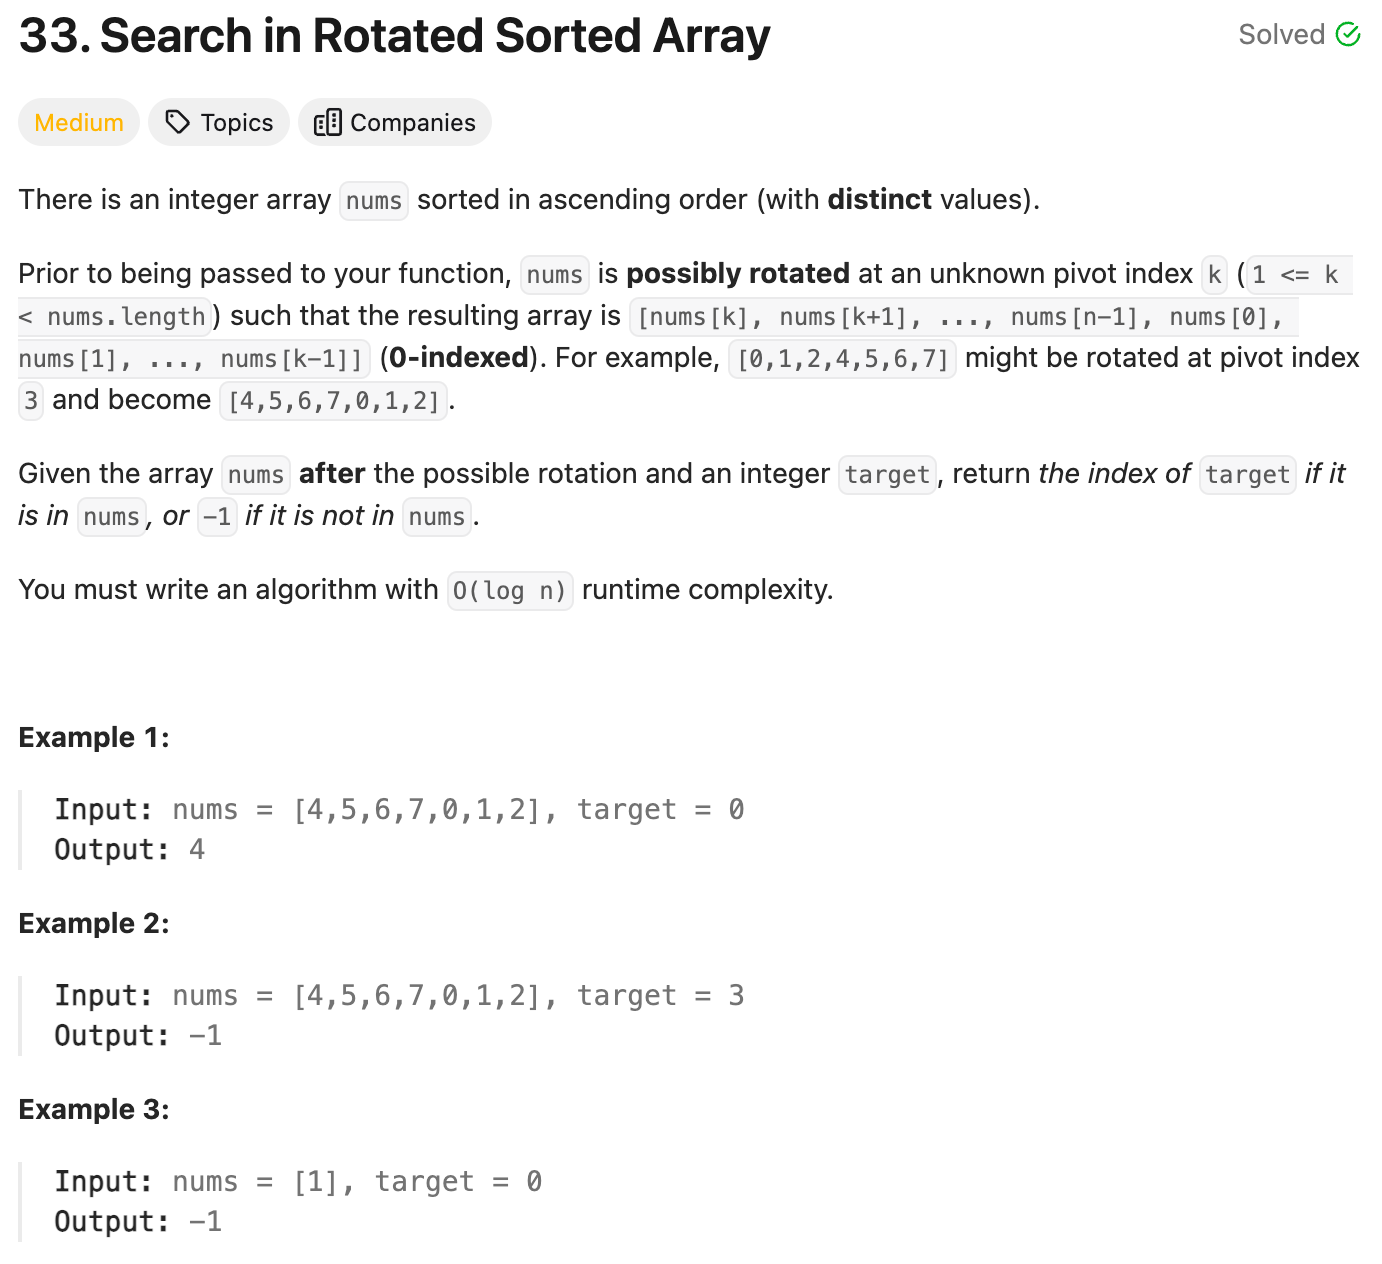 33. Search in Rotated Sorted Array
Solved
Medium
Topics
Companies
There is an integer array nums sorted in ascending order (with distinct values).
Prior to being passed to your function, nums is possibly rotated at an unknown pivot index k (1 <= k
< nums.length) such that the resulting array is [nums[k], nums[k+1], ..., nums[n-1], nums[0],
nums[1], ..., nums[k-1]] (0-indexed). For example, [0,1,2,4,5,6,7] might be rotated at pivot index
3 and become [4,5,6,7,0,1,2].
Given the array nums after the possible rotation and an integer target, return the index of target if it
is in nums, or -1 if it is not in nums.
You must write an algorithm with O(log n) runtime complexity.
Example 1:
Input: nums = [4,5,6,7,0,1,2], target = 0
Output: 4
Example 2:
Input: nums = [4,5,6,7,0,1,2], target = 3
Output: -1
Example 3:
Input: nums = [1], target = 0
Output: -1